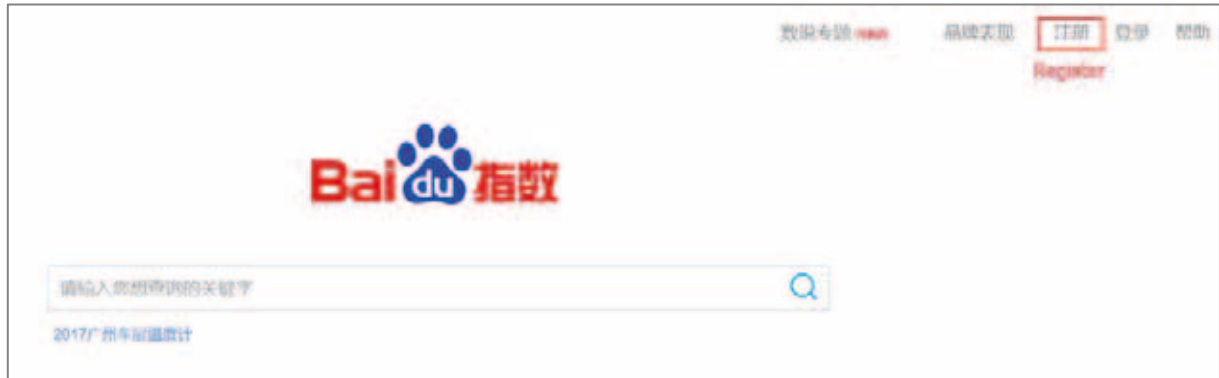 数说专题 品牌表现 注册 登录 帮助
Register
Bai du 指数
请输入您想查询的关键字
2017广州车展温度计